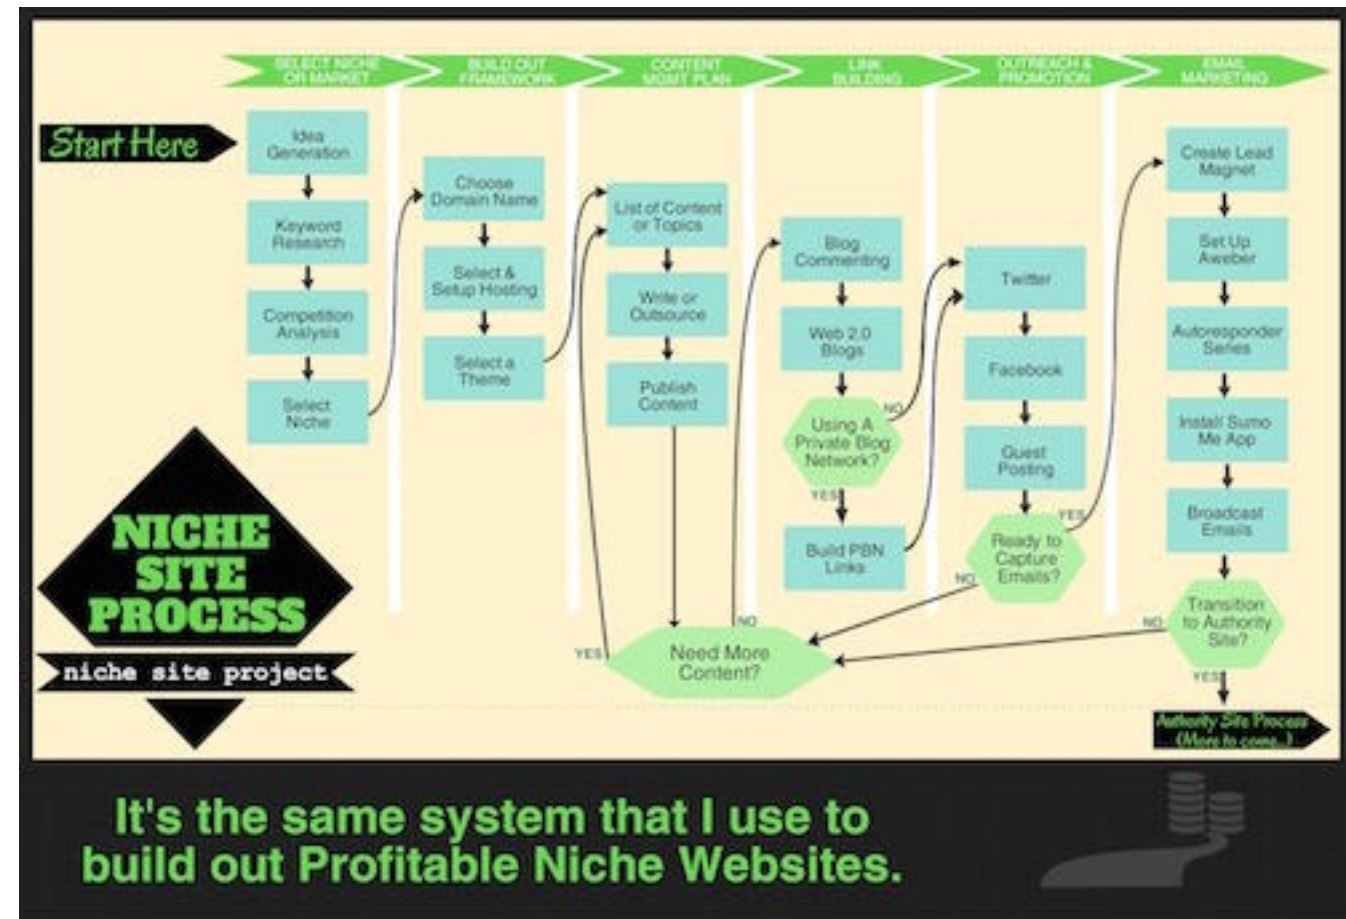 SELECT NICHE
OR MARKET
BUILD OUT
FRAMEWORK
CONTENT
MGMT PLAN
LINK
BUILDING
OUTREACH &
PROMOTION
EMAIL
MARKETING
Start Here
Idea
Generation
Keyword
Research
Competition
Analysis
Select
Niche
Choose
Domain Name
Select &
Setup Hosting
Select a
Theme
List of Content
or Topics
Write or
Outsource
Publish
Content
Need More
Content?
YES
NO
Blog
Commenting
Web 2.0
Blogs
Using A
Private Blog
Network?
NO
YES
Build PBN
Links
Twitter
Facebook
Guest
Posting
Ready to
Capture
Emails?
YES
NO
Create Lead
Magnet
Set Up
Aweber
Autoresponder
Series
Install Sumo
Me App
Broadcast
Emails
Transition
to Authority
Site?
NO
YES
Authority Site Process
(More to come...)
NICHE
SITE
PROCESS
niche site project
It's the same system that I use to
build out Profitable Niche Websites.